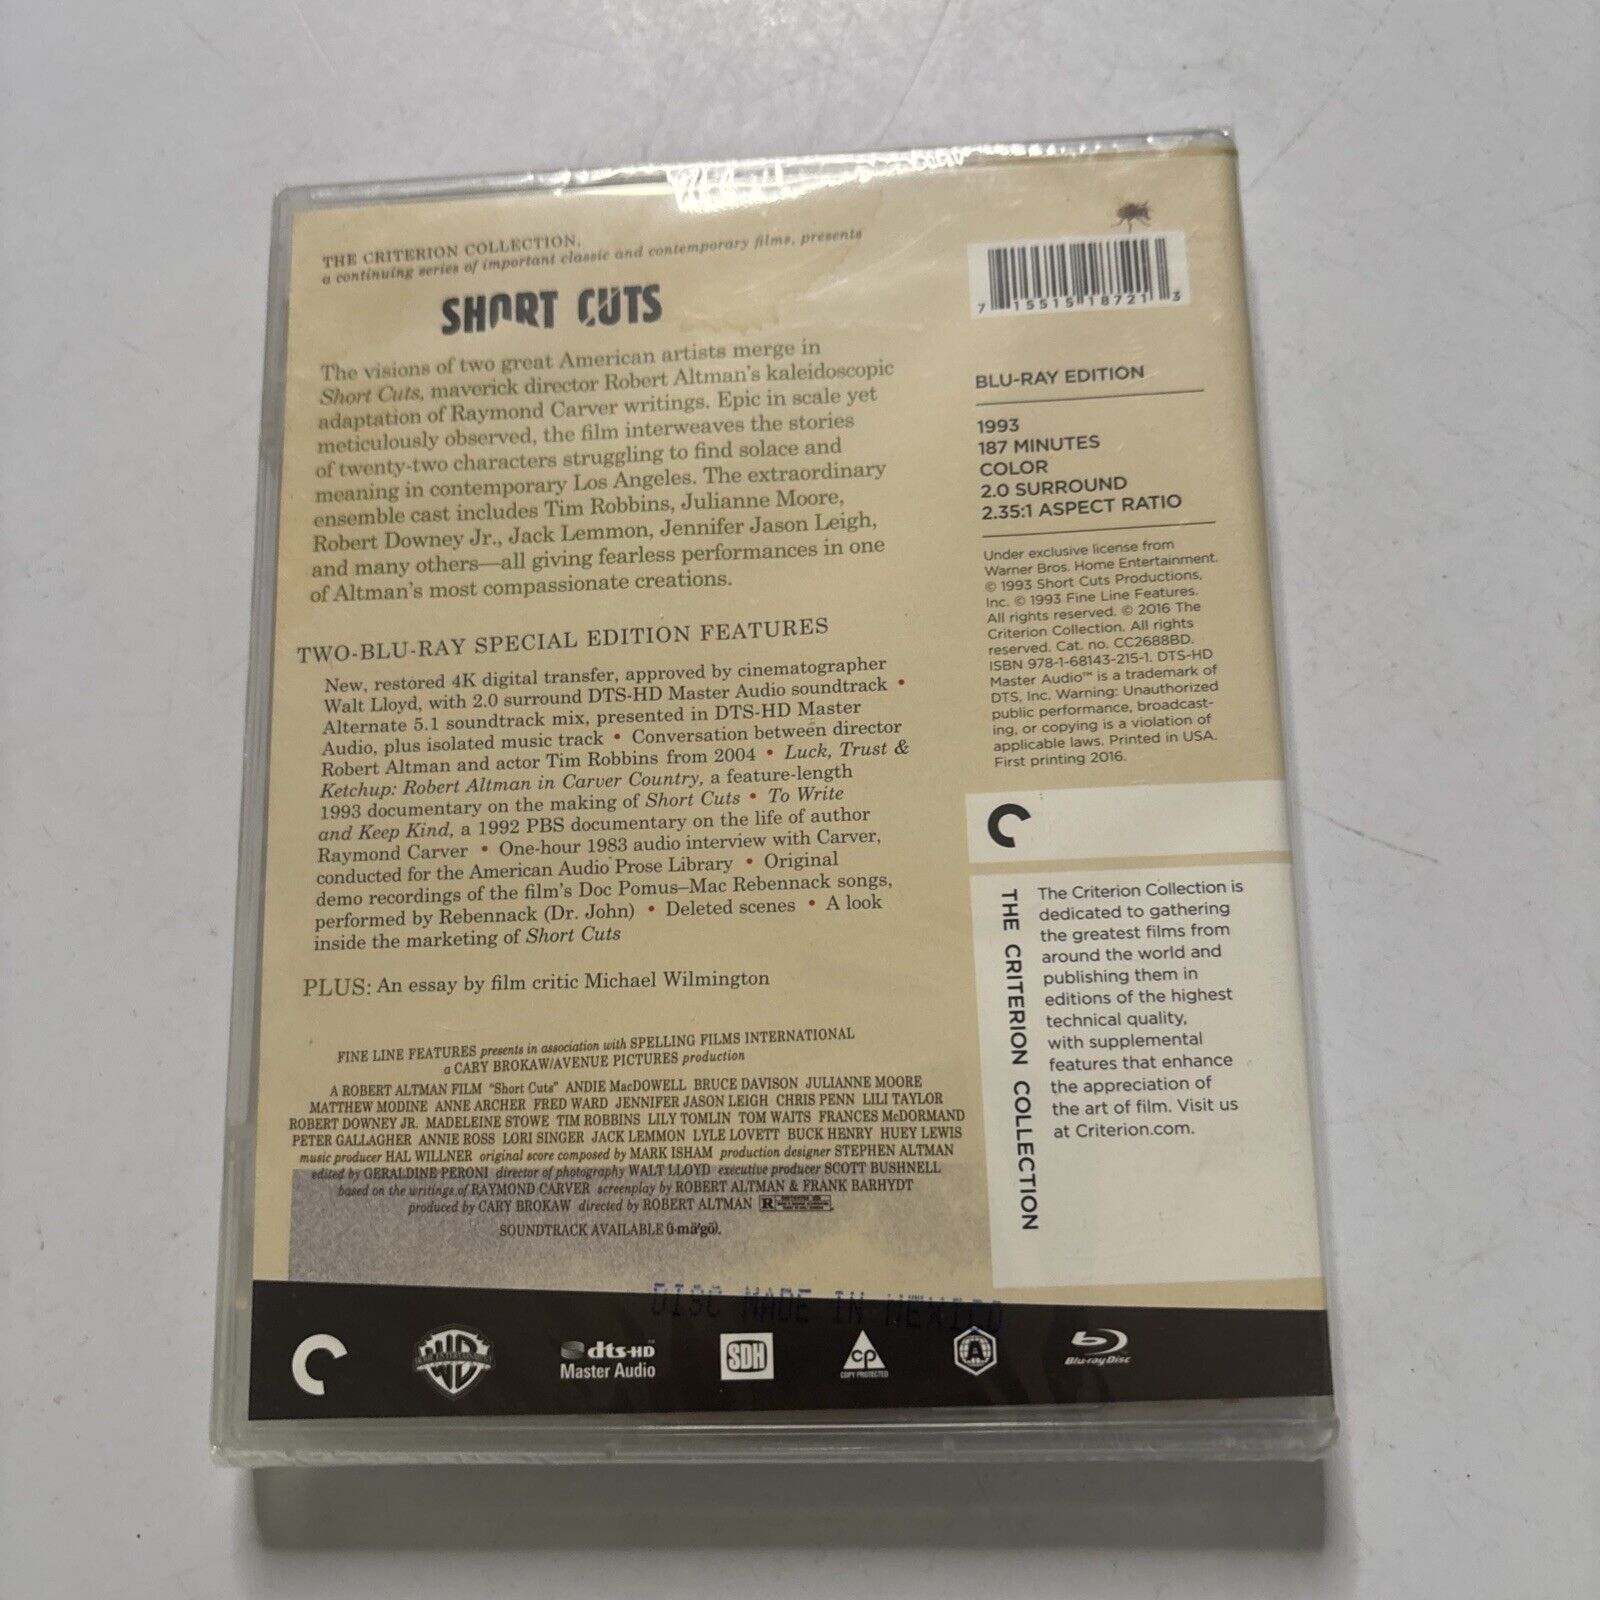 THE CRITERION COLLECTION,
a continuing series of important classic and contemporary films, presents
SHORT CUTS
The visions of two great American artists merge in
Short Cuts, maverick director Robert Altman's kaleidoscopic
adaptation of Raymond Carver writings. Epic in scale yet
meticulously observed, the film interweaves the stories
of twenty-two characters struggling to find solace and
meaning in contemporary Los Angeles. The extraordinary
ensemble cast includes Tim Robbins, Julianne Moore,
Robert Downey Jr., Jack Lemmon, Jennifer Jason Leigh,
and many others—all giving fearless performances in one
of Altman's most compassionate creations.
TWO-BLU-RAY SPECIAL EDITION FEATURES
New, restored 4K digital transfer, approved by cinematographer
Walt Lloyd, with 2.0 surround DTS-HD Master Audio soundtrack •
Alternate 5.1 soundtrack mix, presented in DTS-HD Master
Audio, plus isolated music track • Conversation between director
Robert Altman and actor Tim Robbins from 2004 • Luck, Trust &
Ketchup: Robert Altman in Carver Country, a feature-length
1993 documentary on the making of Short Cuts • To Write
and Keep Kind, a 1992 PBS documentary on the life of author
Raymond Carver • One-hour 1983 audio interview with Carver,
conducted for the American Audio Prose Library • Original
demo recordings of the film's Doc Pomus–Mac Rebennack songs,
performed by Rebennack (Dr. John) • Deleted scenes • A look
inside the marketing of Short Cuts
PLUS: An essay by film critic Michael Wilmington
FINE LINE FEATURES presents in association with SPELLING FILMS INTERNATIONAL
a CARY BROKAW/AVENUE PICTURES production
A ROBERT ALTMAN FILM "Short Cuts" ANDIE MacDOWELL BRUCE DAVISON JULIANNE MOORE
MATTHEW MODINE ANNE ARCHER FRED WARD JENNIFER JASON LEIGH CHRIS PENN LILI TAYLOR
ROBERT DOWNEY JR. MADELEINE STOWE TIM ROBBINS LILY TOMLIN TOM WAITS FRANCES McDORMAND
PETER GALLAGHER ANNIE ROSS LORI SINGER JACK LEMMON LYLE LOVETT BUCK HENRY HUEY LEWIS
music producer HAL WILLNER original score composed by MARK ISHAM production designer STEPHEN ALTMAN
edited by GERALDINE PERONI director of photography WALT LLOYD executive producer SCOTT BUSHNELL
based on the writings of RAYMOND CARVER screenplay by ROBERT ALTMAN & FRANK BARHYDT
produced by CARY BROKAW directed by ROBERT ALTMAN R
SOUNDTRACK AVAILABLE (i-mä'gō).
7 15515 18721 3
BLU-RAY EDITION
1993
187 MINUTES
COLOR
2.0 SURROUND
2.35:1 ASPECT RATIO
Under exclusive license from
Warner Bros. Home Entertainment.
© 1993 Short Cuts Productions,
Inc. © 1993 Fine Line Features.
All rights reserved. © 2016 The
Criterion Collection. All rights
reserved. Cat. no. CC2688BD.
ISBN 978-1-68143-215-1. DTS-HD
Master Audio™ is a trademark of
DTS, Inc. Warning: Unauthorized
public performance, broadcast-
ing, or copying is a violation of
applicable laws. Printed in USA.
First printing 2016.
THE CRITERION COLLECTION
The Criterion Collection is
dedicated to gathering
the greatest films from
around the world and
publishing them in
editions of the highest
technical quality,
with supplemental
features that enhance
the appreciation of
the art of film. Visit us
at Criterion.com.
DISC MADE IN MEXICO
WB
dts-HD
Master Audio
SDH
CP
COPY PROTECTED
A
Blu-ray Disc